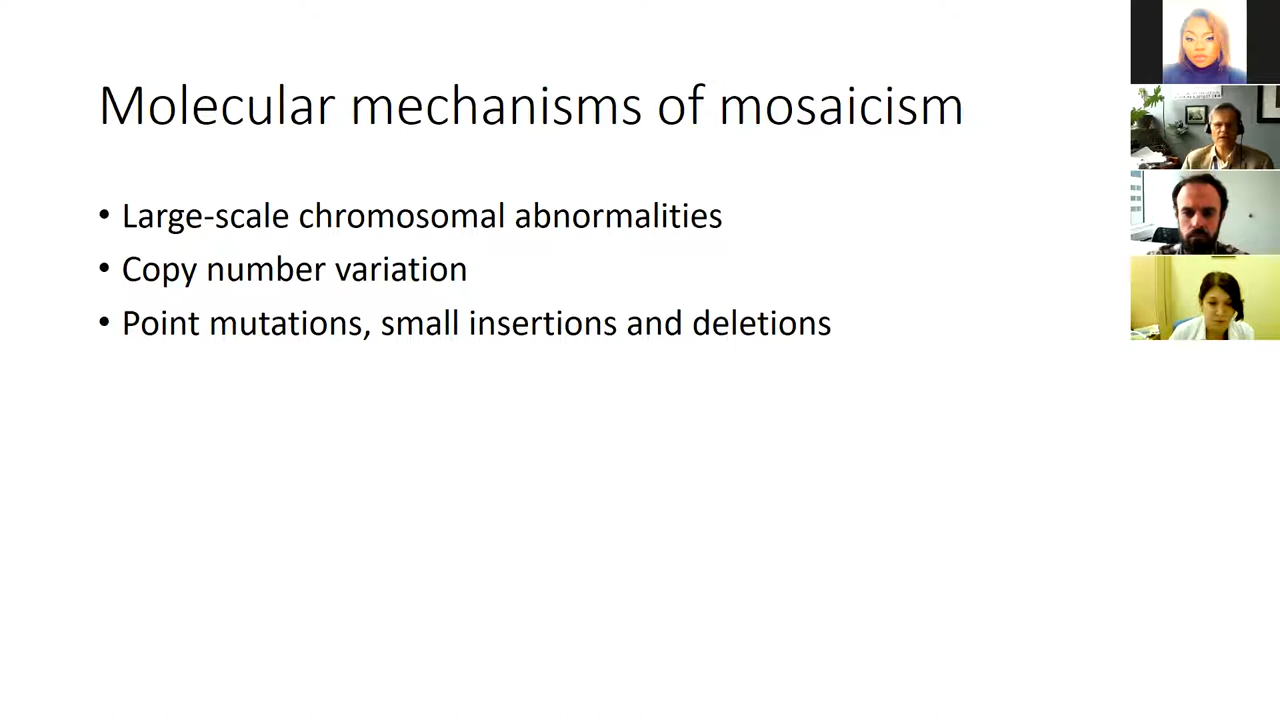 Molecular mechanisms of mosaicism
• Large-scale chromosomal abnormalities
• Copy number variation
• Point mutations, small insertions and deletions